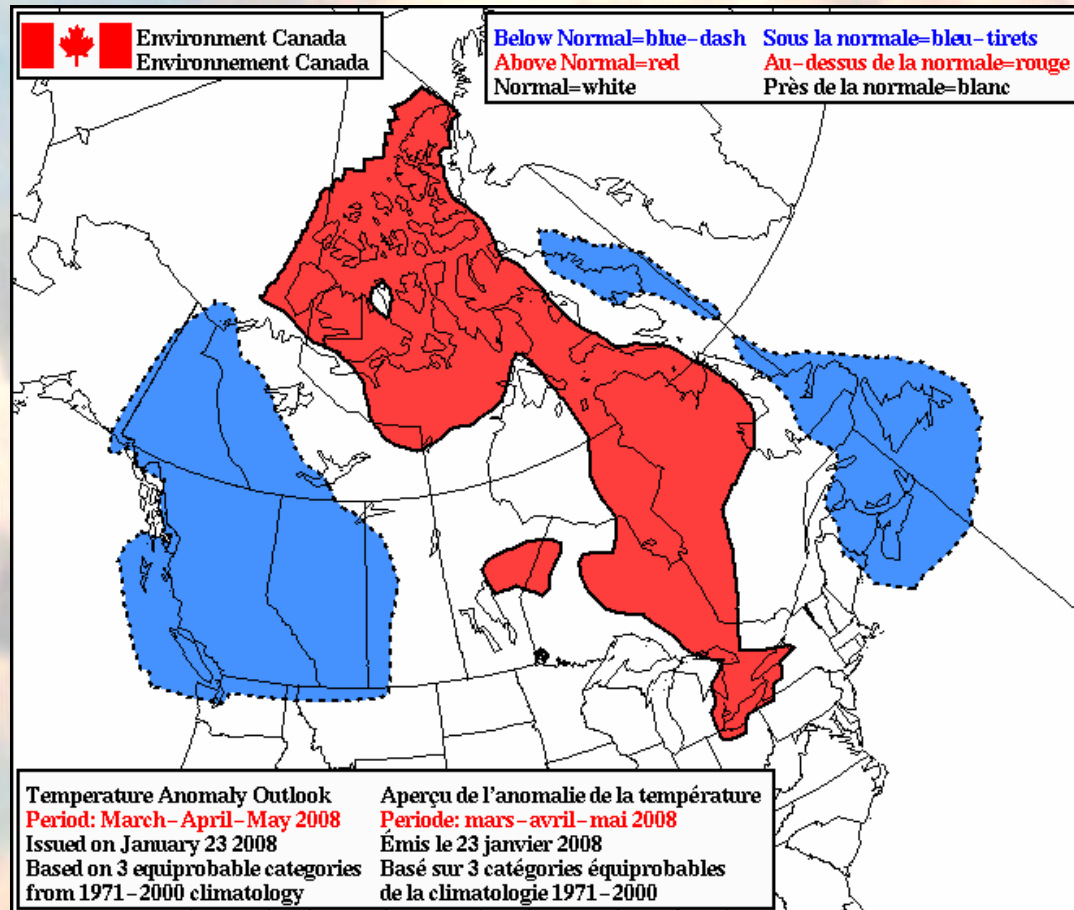 Environment Canada
Environnement Canada
Below Normal=blue-dash Sous la normale=bleu-tirets
Above Normal=red Au-dessus de la normale=rouge
Normal=white Près de la normale=blanc
Temperature Anomaly Outlook
Period: March-April-May 2008
Issued on January 23 2008
Based on 3 equiprobable categories
from 1971-2000 climatology
Aperçu de l'anomalie de la température
Periode: mars-avril-mai 2008
Émis le 23 janvier 2008
Basé sur 3 catégories équiprobables
de la climatologie 1971-2000